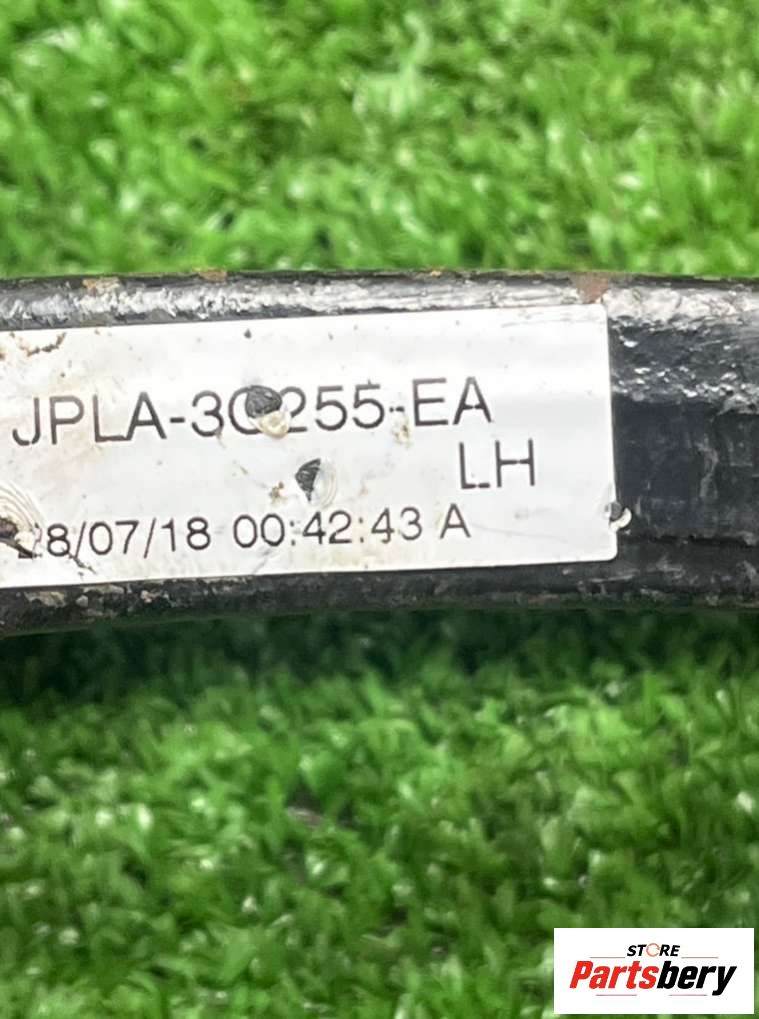 JPLA-3C255-EA
LH
28/07/18 00:42:43 A
STORE
Partsbery